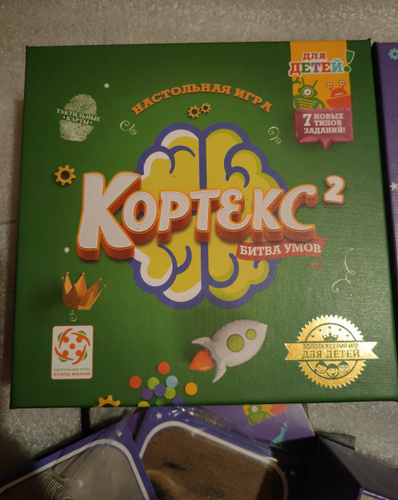 для
детей!
7 новых
типов
заданий!
Настольная игра
Тактильные
карты
Кортекс 2
Битва умов
Настольные игры
Стиль жизни
Золотая серия игр
для детей